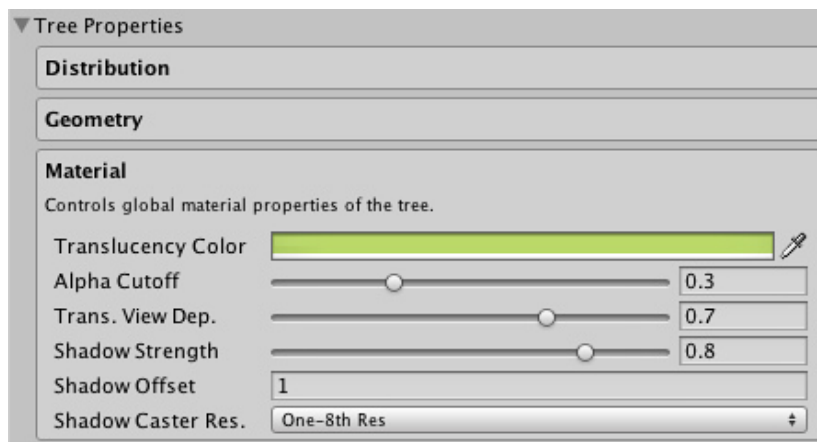 Tree Properties
Distribution
Geometry
Material
Controls global material properties of the tree.
Translucency Color
Alpha Cutoff 0.3
Trans. View Dep. 0.7
Shadow Strength 0.8
Shadow Offset 1
Shadow Caster Res. One-8th Res